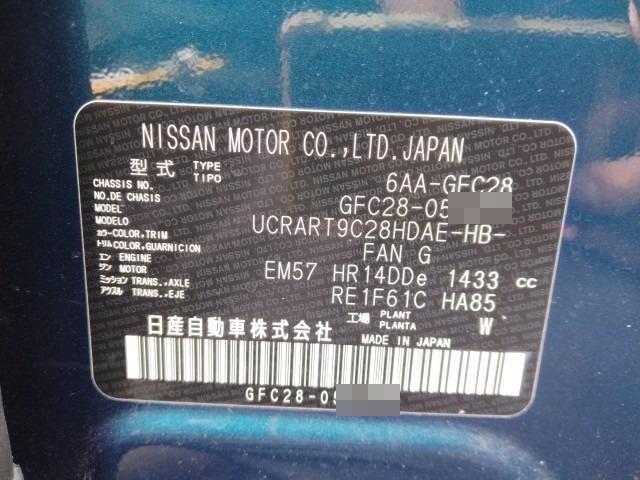 NISSAN MOTOR CO.,LTD.JAPAN
型式 TYPE TIPO 6AA-GFC28
CHASSIS NO. NO.DE CHASIS GFC28-05
MODEL MODELO UCRART9C28HDAE-HB-
カラー COLOR,TRIM トリム COLOR,GUARNICION FAN G
エン ENGINE ジン MOTOR EM57 HR14DDe 1433 cc
ミッション TRANS.,AXLE アクスル TRANS.,EJE RE1F61C HA85
工場 PLANT PLANTA W
日産自動車株式会社 MADE IN JAPAN
GFC28-05